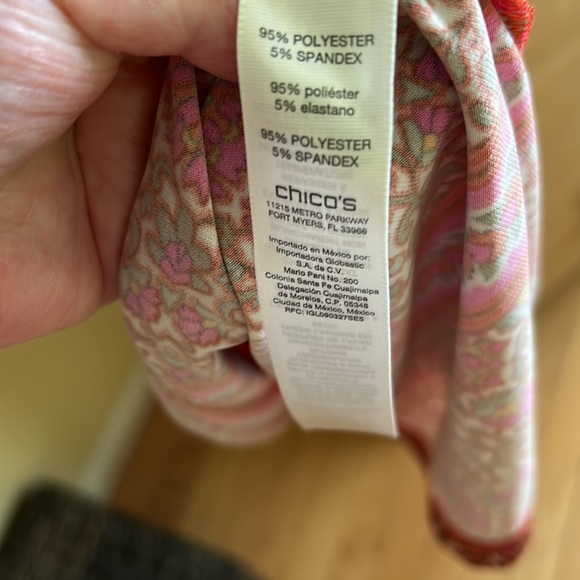 95% POLYESTER
5% SPANDEX
95% poliéster
5% elastano
95% POLYESTER
5% SPANDEX
chico's
11215 METRO PARKWAY
FORT MYERS, FL 33966
Importado en México por:
Importadora Globastic
S.A. de C.V.
Mario Pani No. 200
Colonia Santa Fe Cuajimalpa
Delegación Cuajimalpa
de Morelos, C.P. 05348
Ciudad de México, México
RFC: IGL090327SE5